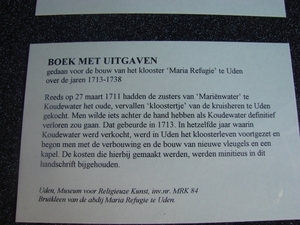 BOEK MET UITGAVEN
gedaan voor de bouw van het klooster 'Maria Refugie' te Uden
over de jaren 1713-1738
Reeds op 27 maart 1711 hadden de zusters van 'Mariënwater' te
Koudewater het oude, vervallen 'kloostertje' van de kruisheren te Uden
gekocht. Men wilde iets achter de hand hebben als Koudewater definitief
verloren zou gaan. Dat gebeurde in 1713. In hetzelfde jaar waarin
Koudewater werd verkocht, werd in Uden het kloosterleven voortgezet en
begon men met de verbouwing en de bouw van nieuwe vleugels en een
kapel. De kosten die hierbij gemaakt werden, werden minitieus in dit
handschrift bijgehouden.
Uden, Museum voor Religieuze Kunst, inv.nr. MRK 84
Bruikleen van de abdij Maria Refugie te Uden.